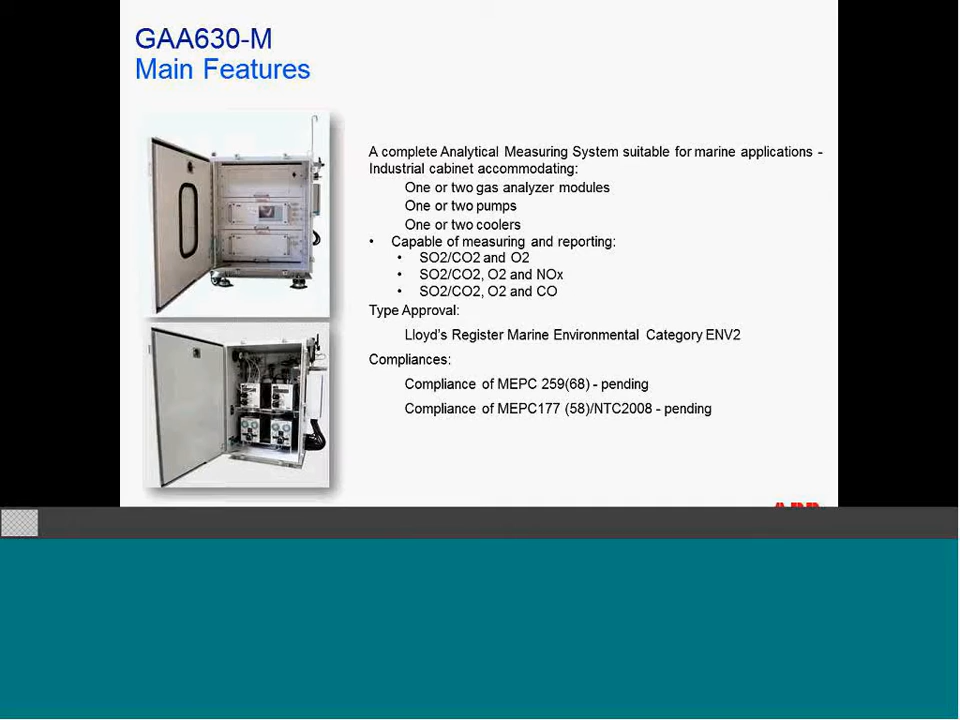 GAA630-M
Main Features
A complete Analytical Measuring System suitable for marine applications -
Industrial cabinet accommodating:
One or two gas analyzer modules
One or two pumps
One or two coolers
• Capable of measuring and reporting:
• SO2/CO2 and O2
• SO2/CO2, O2 and NOx
• SO2/CO2, O2 and CO
Type Approval:
Lloyd's Register Marine Environmental Category ENV2
Compliances:
Compliance of MEPC 259(68) - pending
Compliance of MEPC177 (58)/NTC2008 - pending